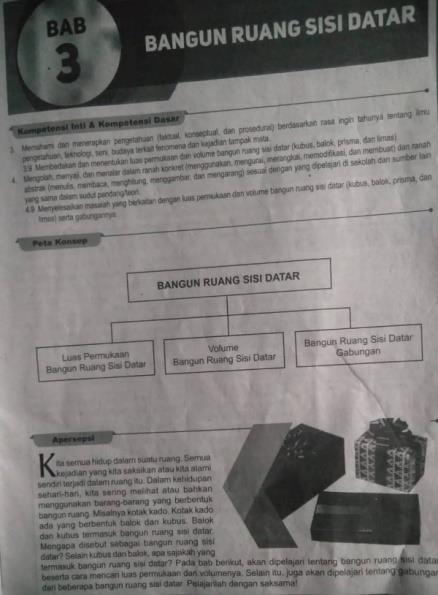 BAB
3
BANGUN RUANG SISI DATAR
Kompetensi Inti & Kompetensi Dasar
3. Memahami dan menerapkan pengetahuan (faktual, konseptual, dan prosedural) berdasarkan rasa ingin tahunya tentang ilmu
pengetahuan, teknologi, seni, budaya terkait fenomena dan kejadian tampak mata.
3.9 Membedakan dan menentukan luas permukaan dan volume bangun ruang sisi datar (kubus, balok, prisma, dan limas)
4. Mengolah, menyaji, dan menalar dalam ranah konkret (menggunakan, mengurai, merangkai, memodifikasi, dan membuat) dan ranah
abstrak (menulis, membaca, menghitung, menggambar, dan mengarang) sesuai dengan yang dipelajari di sekolah dan sumber lain
yang sama dalam sudut pandang/teori.
4.9 Menyelesaikan masalah yang berkaitan dengan luas permukaan dan volume bangun ruang sisi datar (kubus, balok, prisma, dan
limas) serta gabungannya
Peta Konsep
BANGUN RUANG SISI DATAR
Luas Permukaan
Bangun Ruang Sisi Datar
Volume
Bangun Ruang Sisi Datar
Bangun Ruang Sisi Datar
Gabungan
Apersepsi
Kita semua hidup dalam suatu ruang. Semua
kejadian yang kita saksikan atau kita alami
sendiri terjadi dalam ruang itu. Dalam kehidupan
sehari-hari, kita sering melihat atau bahkan
menggunakan barang-barang yang berbentuk
bangun ruang. Misalnya kotak kado. Kotak kado
ada yang berbentuk balok dan kubus. Balok
dan kubus termasuk bangun ruang sisi datar.
Mengapa disebut sebagai bangun ruang sisi
datar? Selain kubus dan balok, apa sajakah yang
termasuk bangun ruang sisi datar? Pada bab berikut, akan dipelajari tentang bangun ruang sisi datar
beserta cara mencari luas permukaan dan volumenya. Selain itu, juga akan dipelajari tentang gabungan
dari beberapa bangun ruang sisi datar. Pelajarilah dengan saksama!